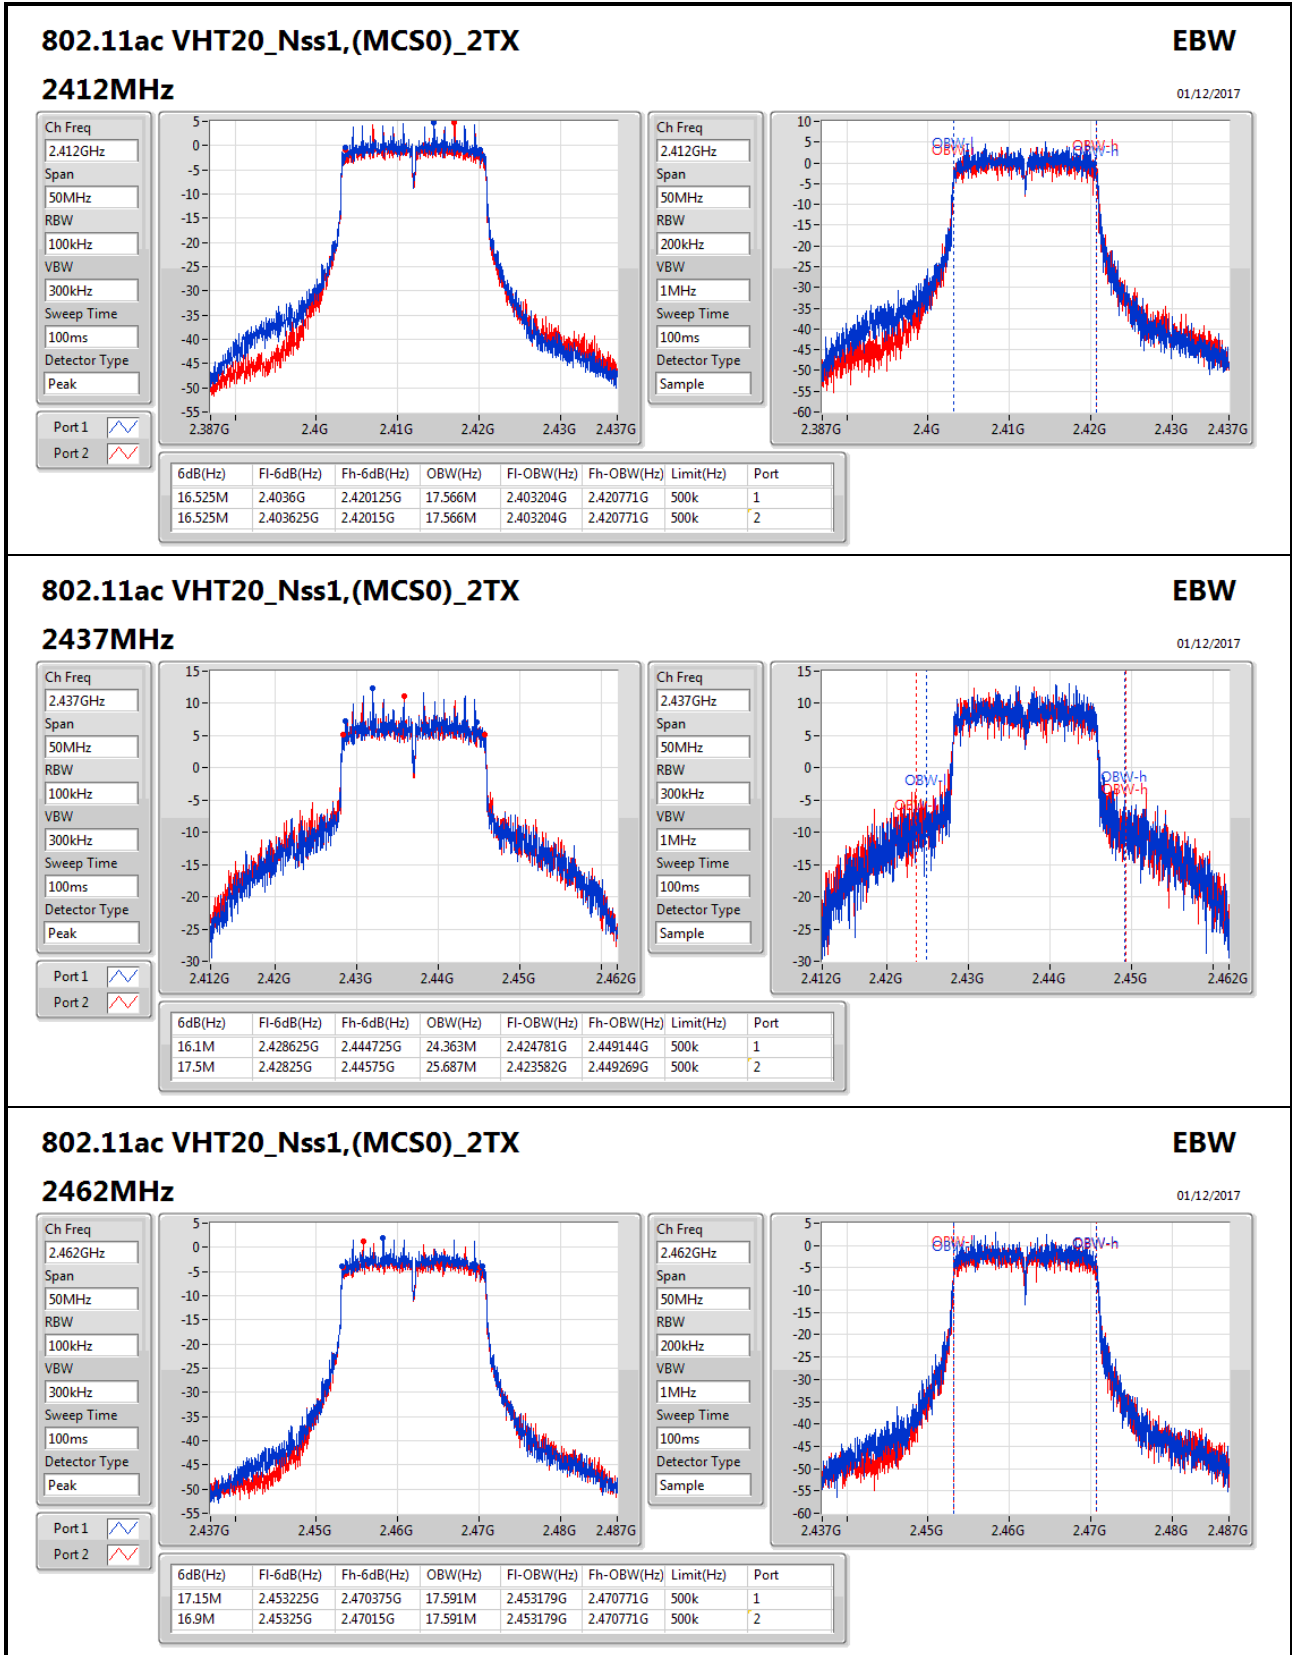 802.11ac VHT20_Nss1,(MCS0)_2TX EBW
2412MHz 01/12/2017
Ch Freq
2.412GHz
Span
50MHz
RBW
100kHz
VBW
300kHz
Sweep Time
100ms
Detector Type
Peak
Port 1
Port 2
5
0
-5
-10
-15
-20
-25
-30
-35
-40
-45
-50
-55
2.387G 2.4G 2.41G 2.42G 2.43G 2.437G
Ch Freq
2.412GHz
Span
50MHz
RBW
200kHz
VBW
1MHz
Sweep Time
100ms
Detector Type
Sample
10
5
0
-5
-10
-15
-20
-25
-30
-35
-40
-45
-50
-55
-60
OBW-l OBW-h
OBW-l OBW-h
2.387G 2.4G 2.41G 2.42G 2.43G 2.437G
6dB(Hz) Fl-6dB(Hz) Fh-6dB(Hz) OBW(Hz) Fl-OBW(Hz) Fh-OBW(Hz) Limit(Hz) Port
16.525M 2.4036G 2.420125G 17.566M 2.403204G 2.420771G 500k 1
16.525M 2.403625G 2.42015G 17.566M 2.403204G 2.420771G 500k 2
802.11ac VHT20_Nss1,(MCS0)_2TX EBW
2437MHz 01/12/2017
Ch Freq
2.437GHz
Span
50MHz
RBW
100kHz
VBW
300kHz
Sweep Time
100ms
Detector Type
Peak
Port 1
Port 2
15
10
5
0
-5
-10
-15
-20
-25
-30
2.412G 2.42G 2.43G 2.44G 2.45G 2.462G
Ch Freq
2.437GHz
Span
50MHz
RBW
300kHz
VBW
1MHz
Sweep Time
100ms
Detector Type
Sample
15
10
5
0
-5
-10
-15
-20
-25
-30
OBW-l OBW-h
OBW-l OBW-h
2.412G 2.42G 2.43G 2.44G 2.45G 2.462G
6dB(Hz) Fl-6dB(Hz) Fh-6dB(Hz) OBW(Hz) Fl-OBW(Hz) Fh-OBW(Hz) Limit(Hz) Port
16.1M 2.428625G 2.444725G 24.363M 2.424781G 2.449144G 500k 1
17.5M 2.42825G 2.44575G 25.687M 2.423582G 2.449269G 500k 2
802.11ac VHT20_Nss1,(MCS0)_2TX EBW
2462MHz 01/12/2017
Ch Freq
2.462GHz
Span
50MHz
RBW
100kHz
VBW
300kHz
Sweep Time
100ms
Detector Type
Peak
Port 1
Port 2
5
0
-5
-10
-15
-20
-25
-30
-35
-40
-45
-50
-55
2.437G 2.45G 2.46G 2.47G 2.48G 2.487G
Ch Freq
2.462GHz
Span
50MHz
RBW
200kHz
VBW
1MHz
Sweep Time
100ms
Detector Type
Sample
5
0
-5
-10
-15
-20
-25
-30
-35
-40
-45
-50
-55
-60
OBW-l OBW-h
OBW-l OBW-h
2.437G 2.45G 2.46G 2.47G 2.48G 2.487G
6dB(Hz) Fl-6dB(Hz) Fh-6dB(Hz) OBW(Hz) Fl-OBW(Hz) Fh-OBW(Hz) Limit(Hz) Port
17.15M 2.453225G 2.470375G 17.591M 2.453179G 2.470771G 500k 1
16.9M 2.45325G 2.47015G 17.591M 2.453179G 2.470771G 500k 2